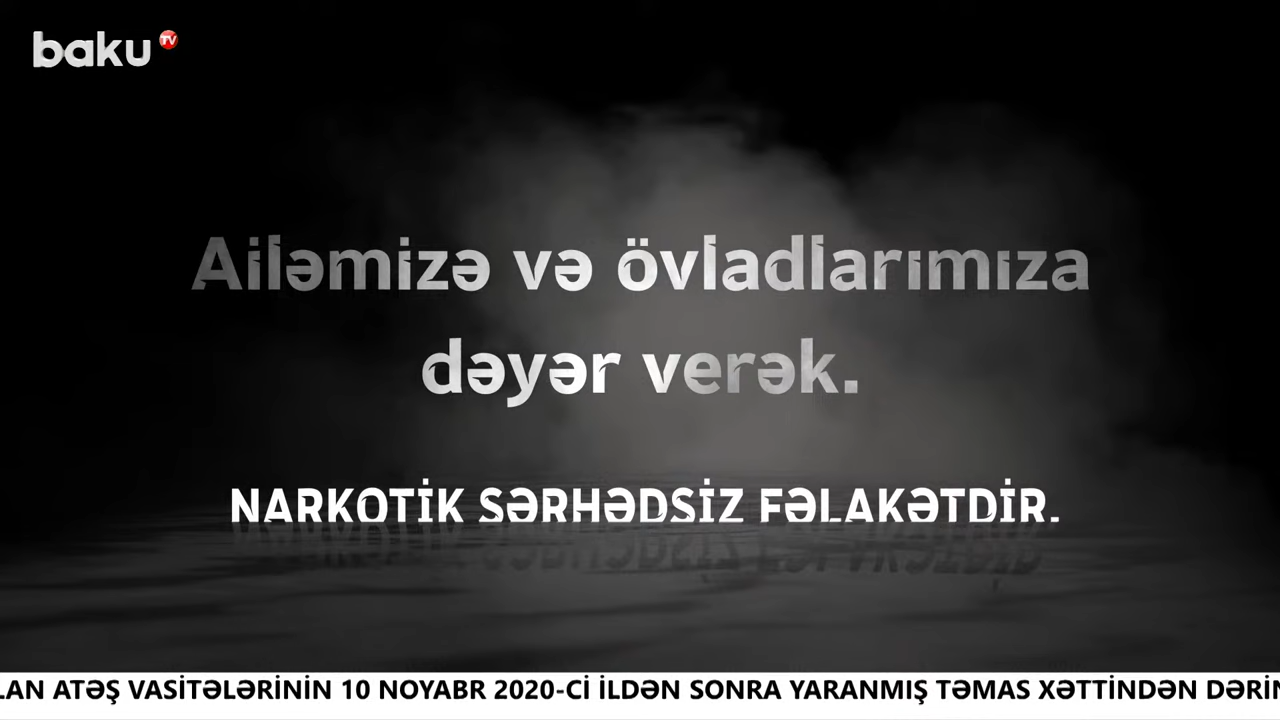 baku TV
Ailəmizə və övladlarımıza
dəyər verək.
NARKOTİK SƏRHƏDSİZ FƏLAKƏTDİR.
ATƏŞ VASİTƏLƏRİNİN 10 NOYABR 2020-Cİ İLDƏN SONRA YARANMIŞ TƏMAS XƏTTİNDƏN